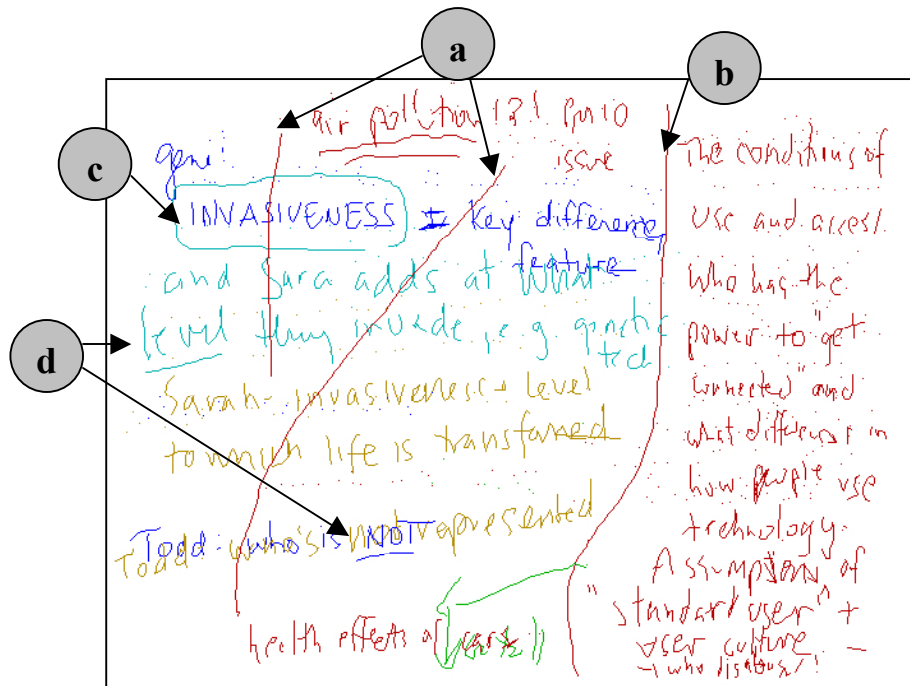 a
b
c
d
air pollution
issue
geni:
INVASIVENESS = key difference
feature
and Sara adds at what
level they invade, e.g. genetic
tech
Sarah- invasiveness + level
to which life is transformed
Todd- who is NOT
Todd- who's not represented
health effects of cars
The conditions of
use and access.
Who has the
power to "get
connected" and
what differences in
how people use
technology.
Assumptions of
"standard user" +
user culture -